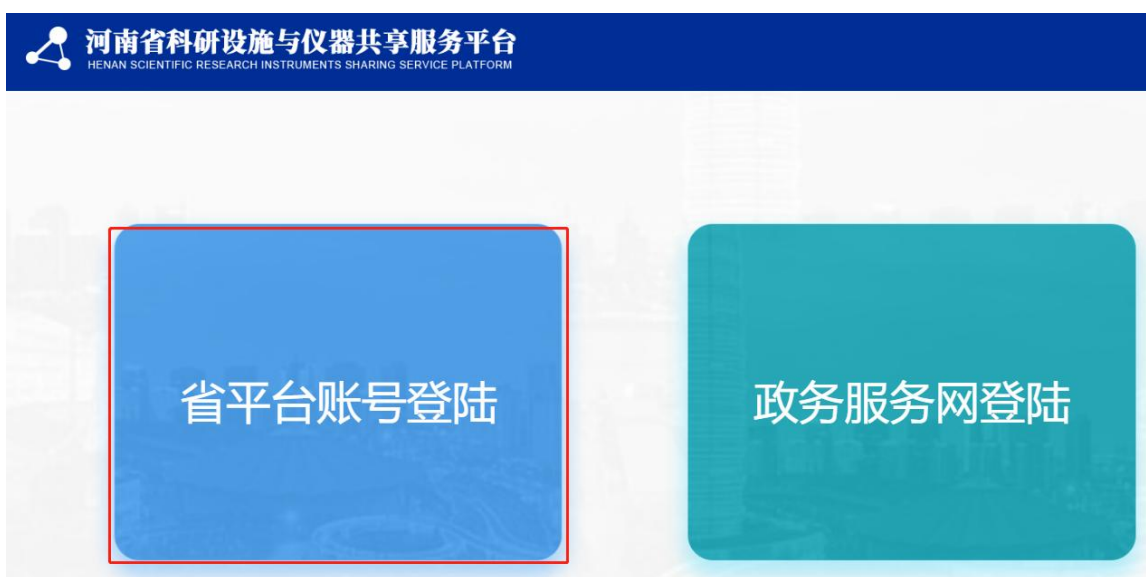 河南省科研设施与仪器共享服务平台
HENAN SCIENTIFIC RESEARCH INSTRUMENTS SHARING SERVICE PLATFORM
省平台账号登陆
政务服务网登陆